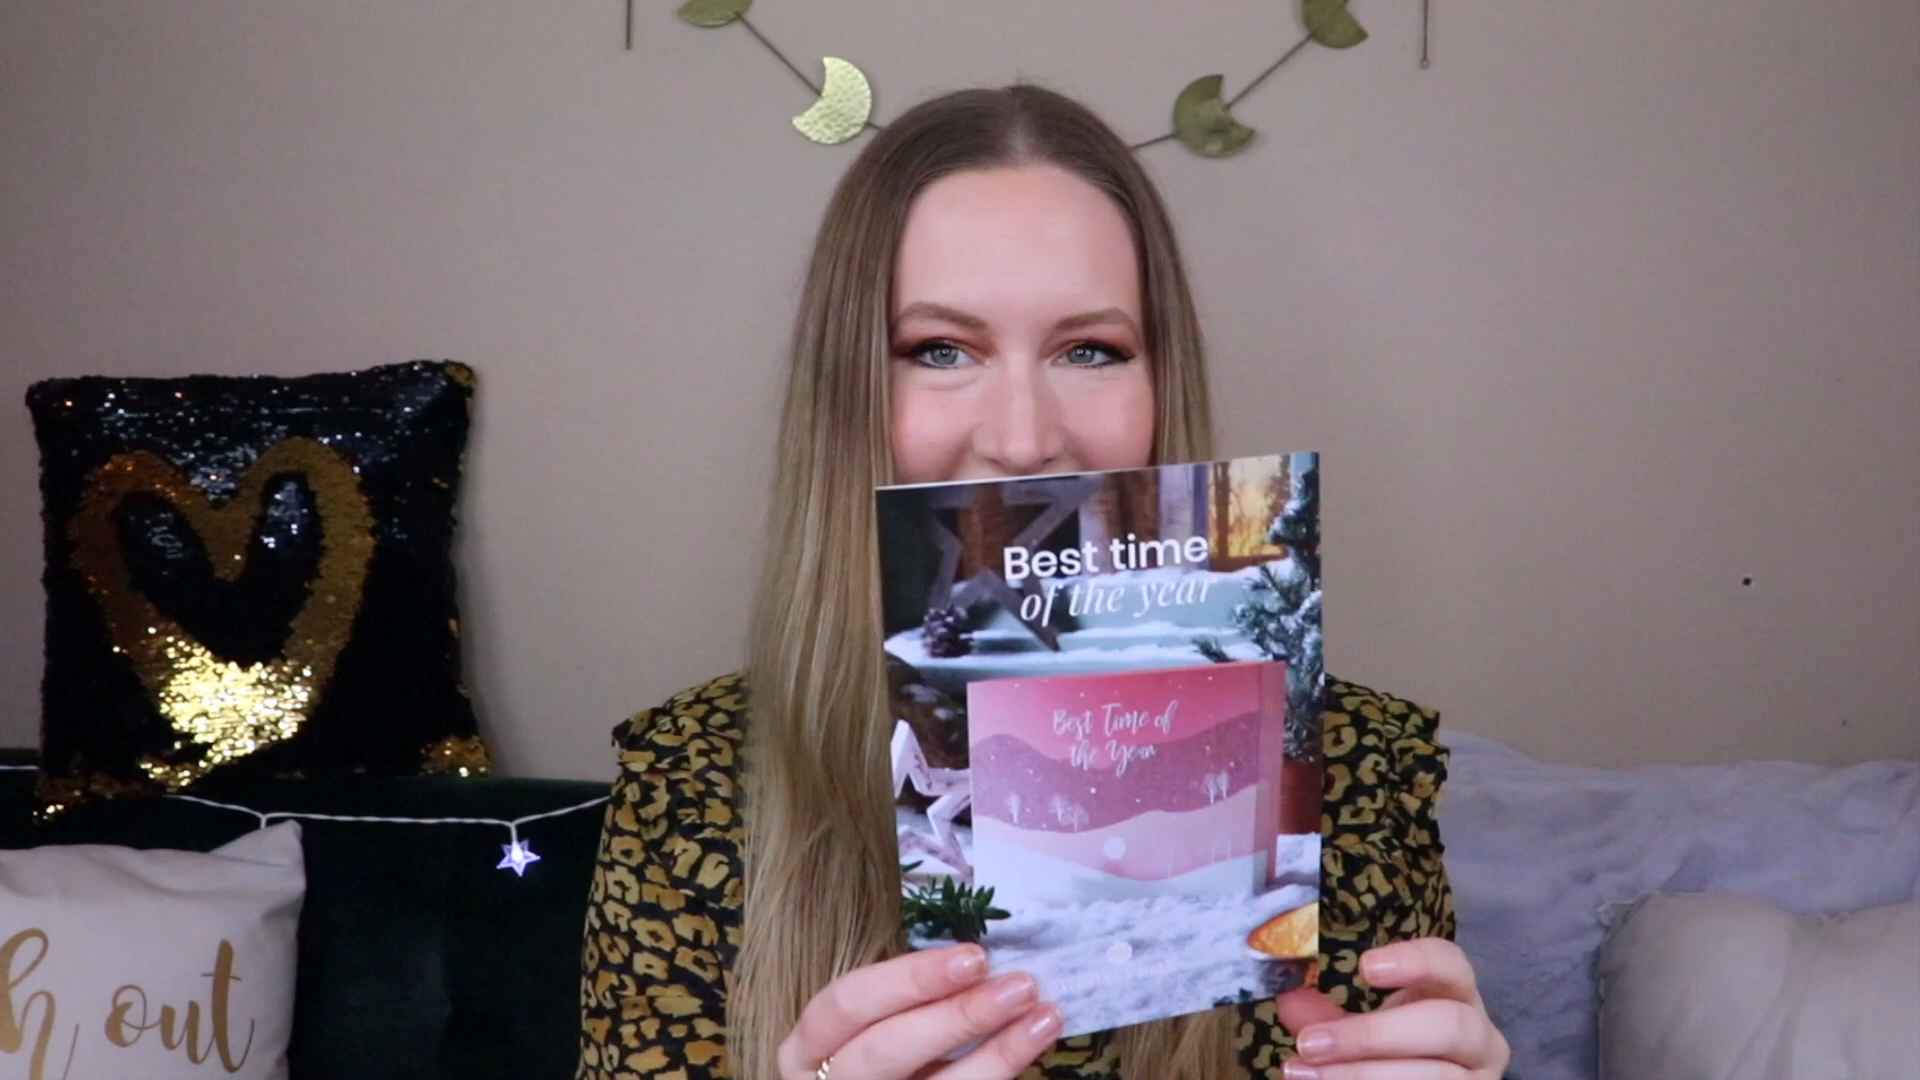 Best time
of the year
Best Time of
the Year
h out